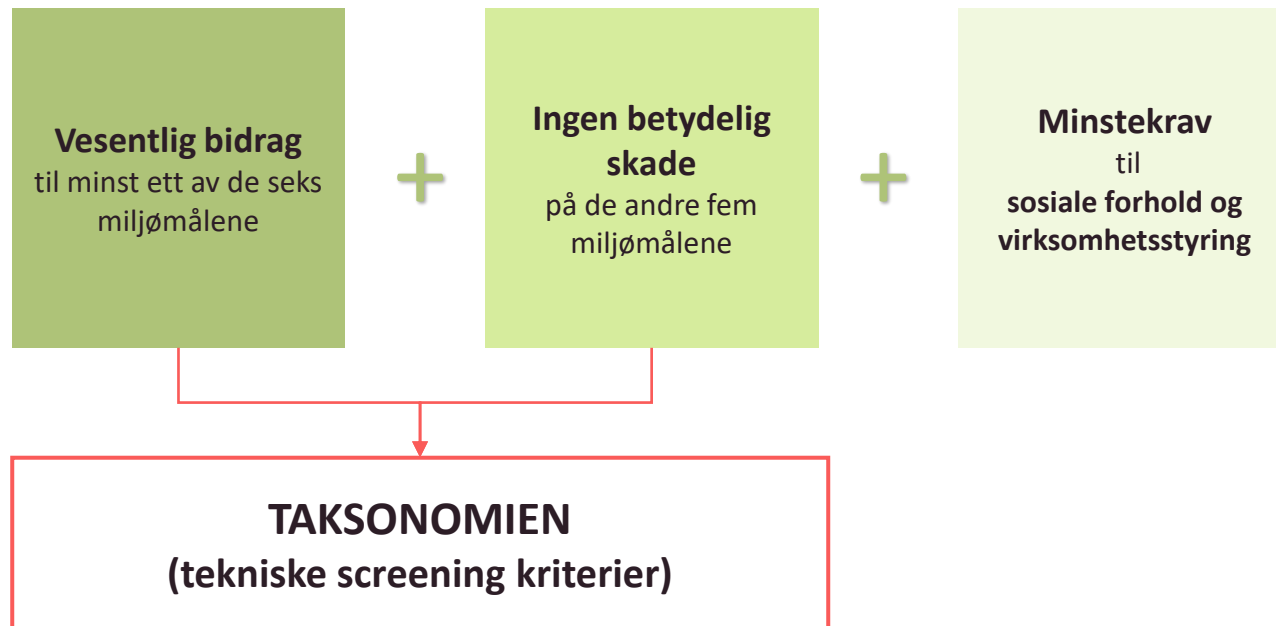 Vesentlig bidrag
til minst ett av de seks
miljømålene
+
Ingen betydelig
skade
på de andre fem
miljømålene
+
Minstekrav
til
sosiale forhold og
virksomhetsstyring
TAKSONOMIEN
(tekniske screening kriterier)